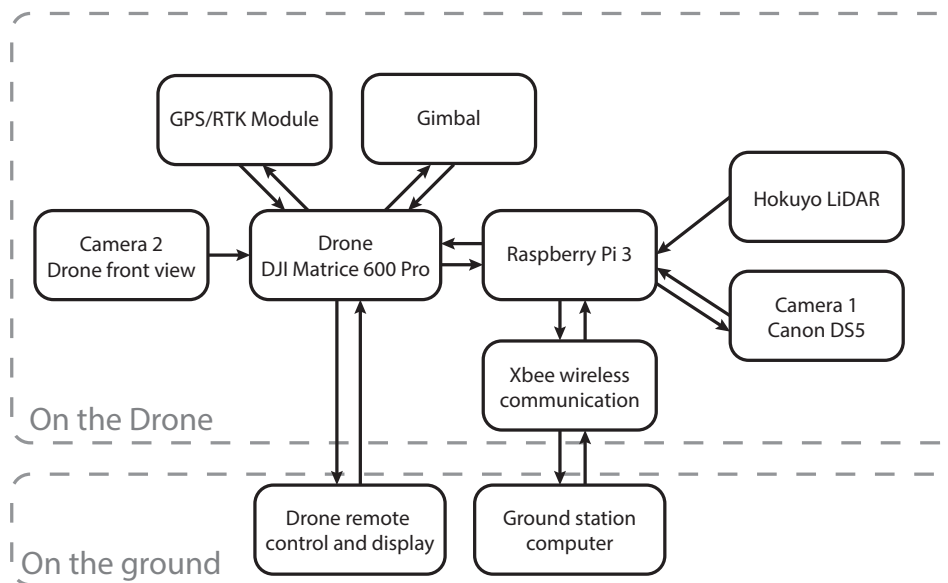 GPS/RTK Module
Gimbal
Hokuyo LiDAR
Camera 2
Drone front view
Drone
DJI Matrice 600 Pro
Raspberry Pi 3
Camera 1
Canon DS5
Xbee wireless
communication
On the Drone
Drone remote
control and display
Ground station
computer
On the ground